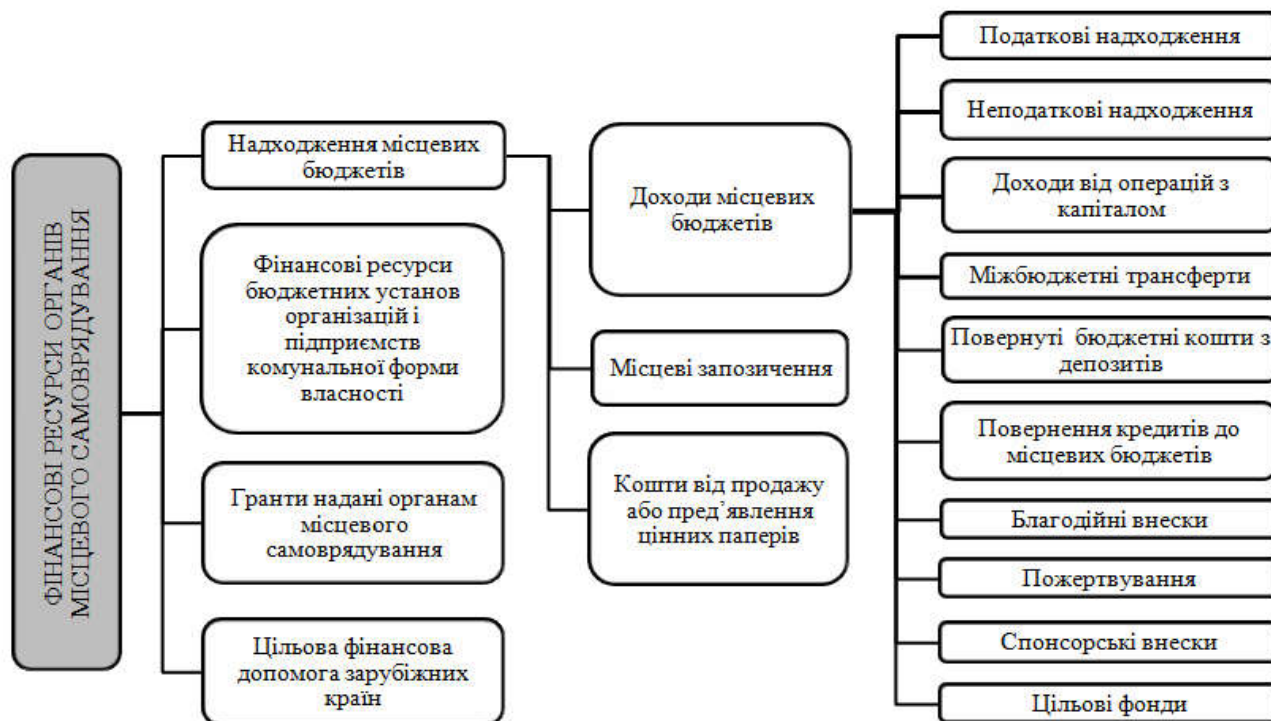 ФІНАНСОВІ РЕСУРСИ ОРГАНІВ
МІСЦЕВОГО САМОВРЯДУВАННЯ
Надходження місцевих
бюджетів
Фінансові ресурси
бюджетних установ
організацій і
підприємств
комунальної форми
власності
Гранти надані органам
місцевого
самоврядування
Цільова фінансова
допомога зарубіжних
країн
Доходи місцевих
бюджетів
Місцеві запозичення
Кошти від продажу
або пред’явлення
цінних паперів
Податкові надходження
Неподаткові надходження
Доходи від операцій з
капіталом
Міжбюджетні трансферти
Повернуті бюджетні кошти з
депозитів
Повернення кредитів до
місцевих бюджетів
Благодійні внески
Пожертвування
Спонсорські внески
Цільові фонди